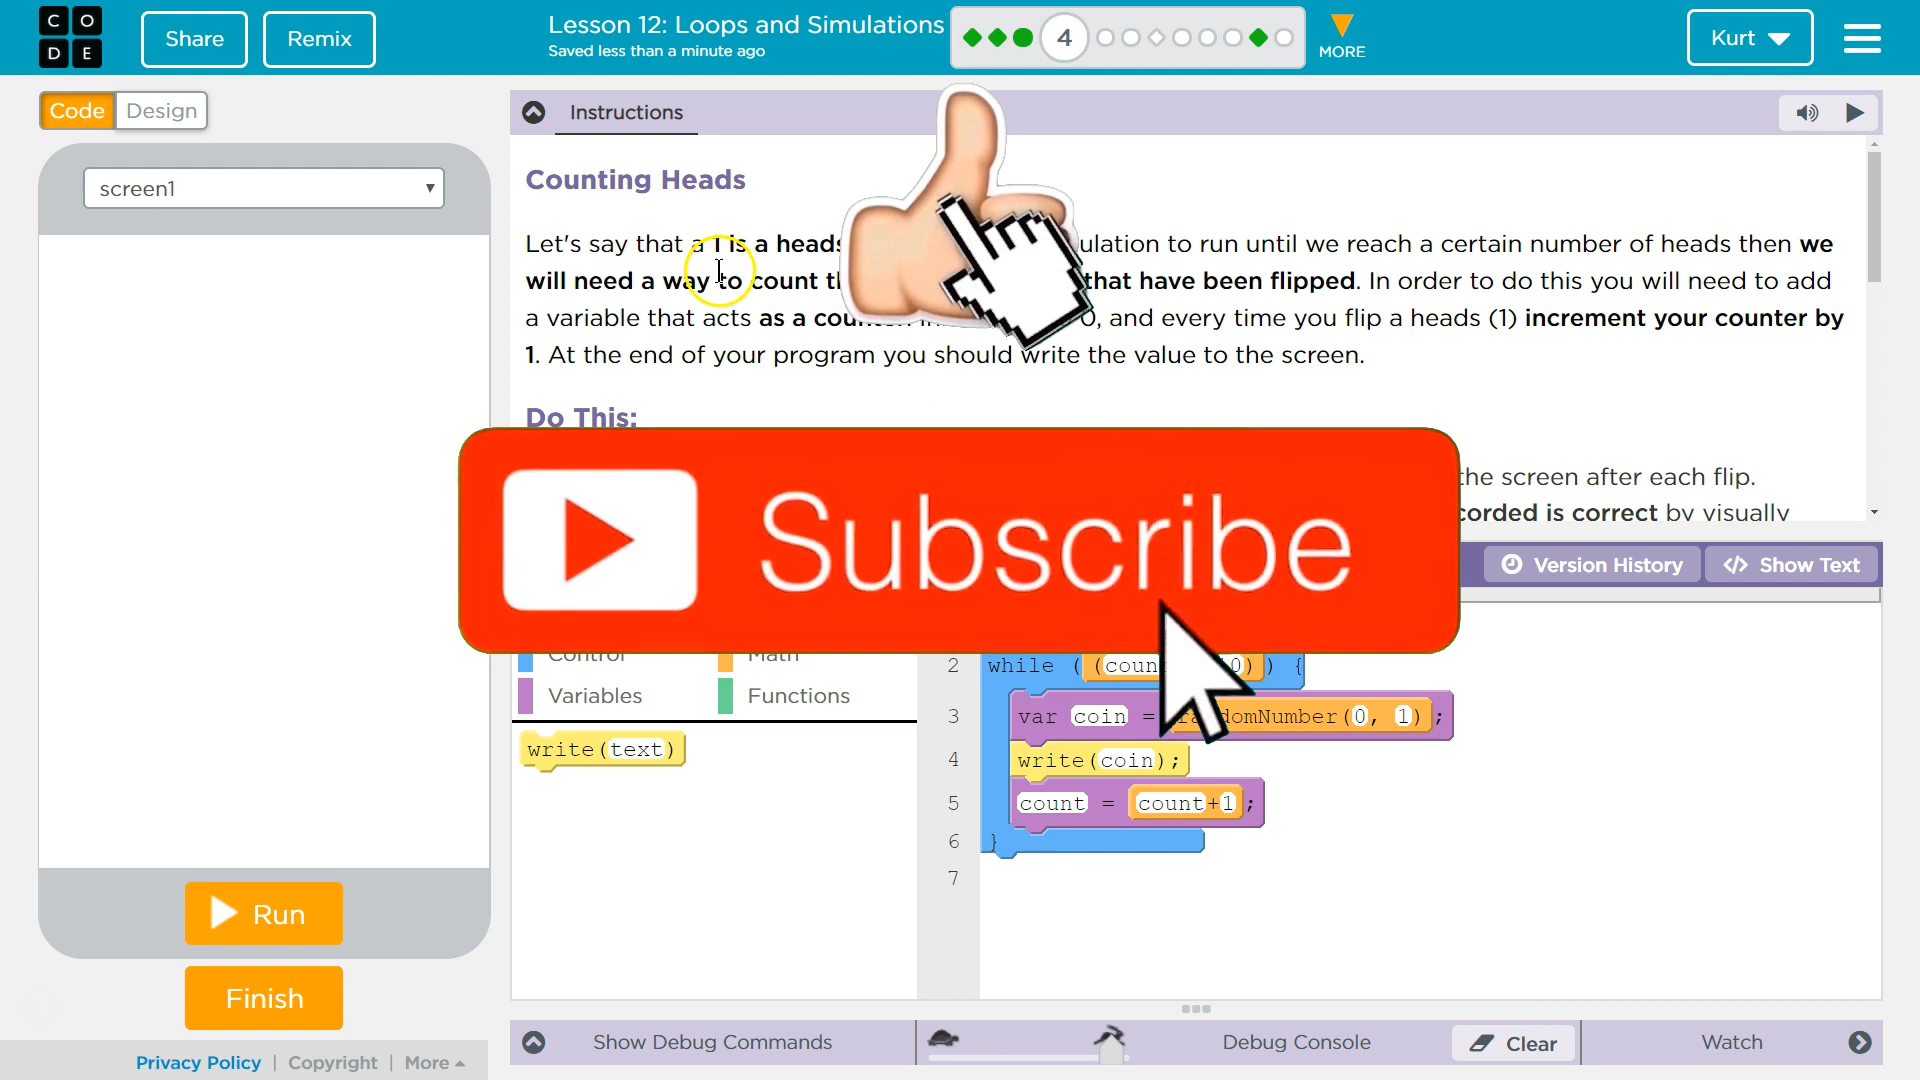 CO
DE
Share
Remix
Lesson 12: Loops and Simulations
Saved less than a minute ago
4
MORE
Kurt
Code
Design
screen1
Instructions
Counting Heads
Let's say that a 1 is a heads ulation to run until we reach a certain number of heads then we
will need a way to count that have been flipped. In order to do this you will need to add
a variable that acts as a 0, and every time you flip a heads (1) increment your counter by
1. At the end of your program you should write the value to the screen.
Do This:
the screen after each flip.
corded is correct by visually
Subscribe
Version History
</> Show Text
Control
Math
Variables
Functions
write(text)
2 while ( (coun 0) ) {
3 var coin = randomNumber(0, 1);
4 write(coin);
5 count = count+1;
6 }
7
Run
Finish
Show Debug Commands
Debug Console
Clear
Watch
Privacy Policy | Copyright | More